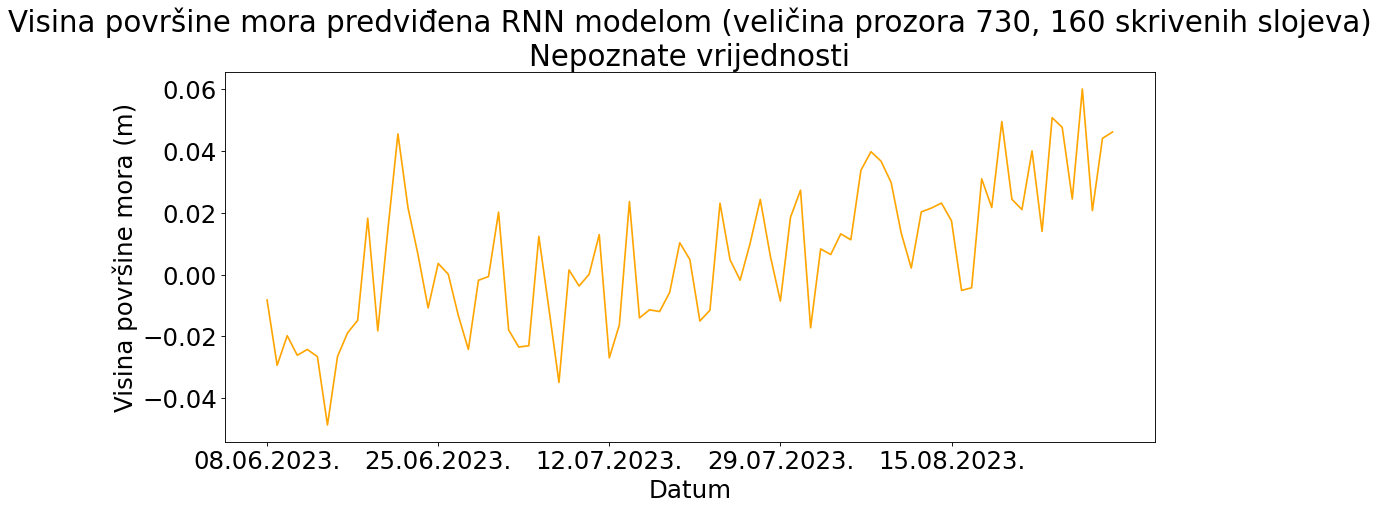 Visina površine mora predviđena RNN modelom (veličina prozora 730, 160 skrivenih slojeva)
Nepoznate vrijednosti
Visina površine mora (m)
0.06
0.04
0.02
0.00
−0.02
−0.04
08.06.2023. 25.06.2023. 12.07.2023. 29.07.2023. 15.08.2023.
Datum